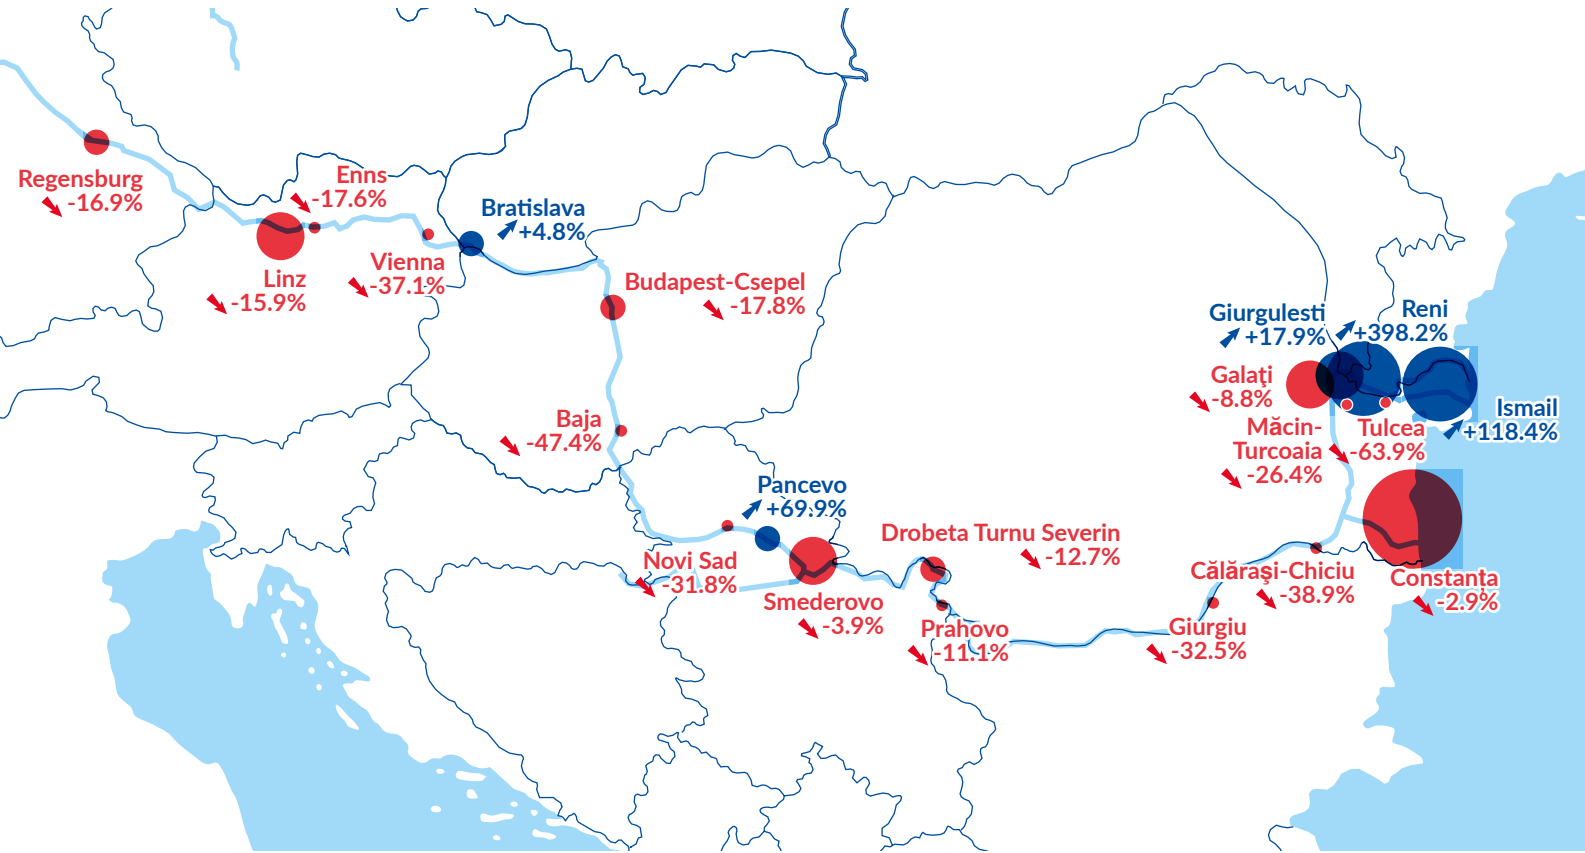 Regensburg
-16.9%
Enns
-17.6%
Linz
-15.9%
Vienna
-37.1%
Bratislava
+4.8%
Budapest-Csepel
-17.8%
Baja
-47.4%
Pancevo
+69.9%
Novi Sad
-31.8%
Smederovo
-3.9%
Drobeta Turnu Severin
-12.7%
Prahovo
-11.1%
Giurgiu
-32.5%
Călăraşi-Chiciu
-38.9%
Constanța
-2.9%
Giurgulesti
+17.9%
Reni
+398.2%
Galaţi
-8.8%
Măcin-
Turcoaia
-26.4%
Tulcea
-63.9%
Ismail
+118.4%